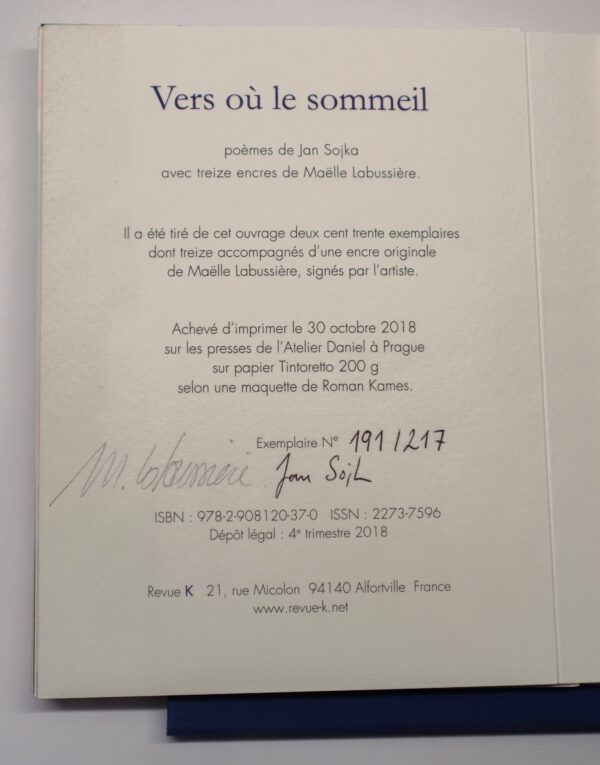 Vers où le sommeil
poèmes de Jan Sojka
avec treize encres de Maëlle Labussière.
Il a été tiré de cet ouvrage deux cent trente exemplaires
dont treize accompagnés d'une encre originale
de Maëlle Labussière, signés par l'artiste.
Achevé d'imprimer le 30 octobre 2018
sur les presses de l'Atelier Daniel à Prague
sur papier Tintoretto 200 g
selon une maquette de Roman Kames.
Exemplaire N° 191/217
M. Labussière Jan Sojk
ISBN : 978-2-908120-37-0 ISSN : 2273-7596
Dépôt légal : 4e trimestre 2018
Revue K 21, rue Micolon 94140 Alfortville France
www.revue-k.net